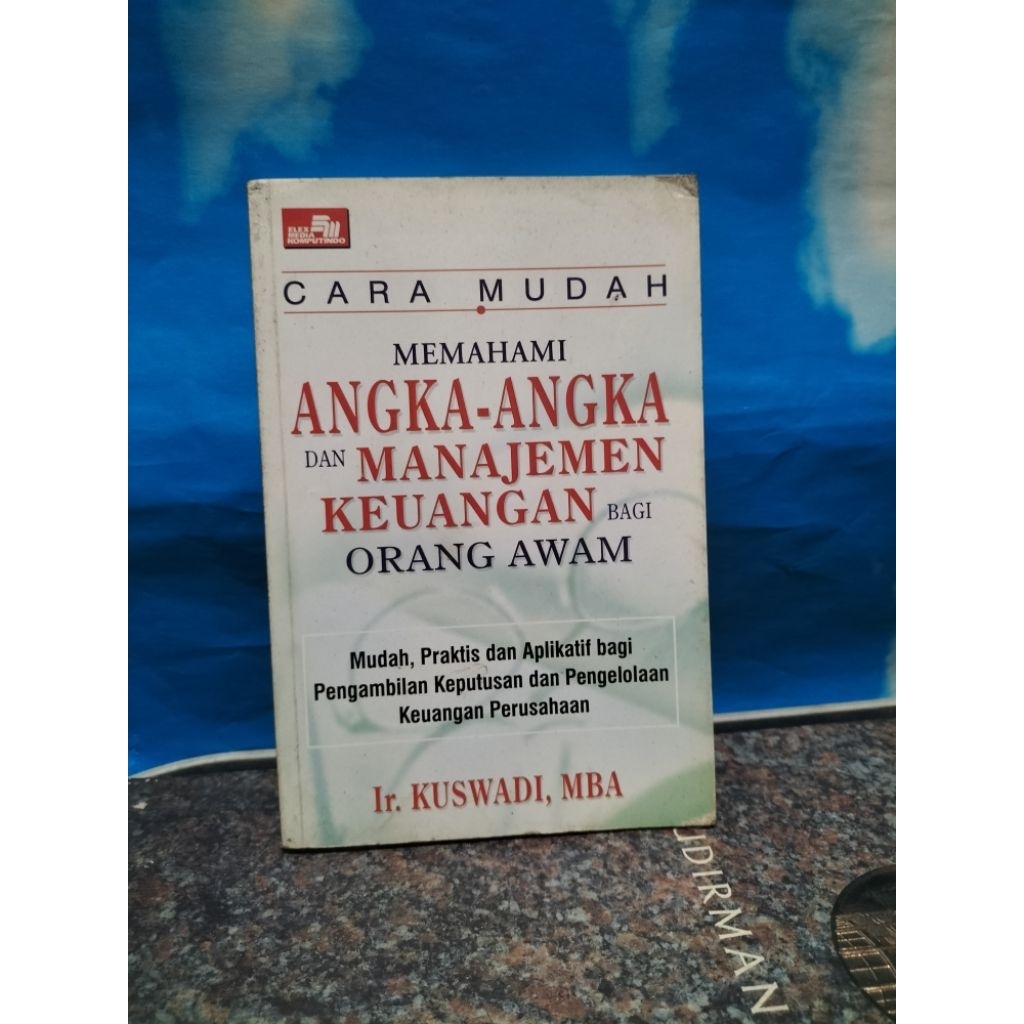 ELEX
MEDIA
KOMPUTINDO
CARA MUDAH
MEMAHAMI
ANGKA-ANGKA
DAN MANAJEMEN
KEUANGAN BAGI
ORANG AWAM
Mudah, Praktis dan Aplikatif bagi
Pengambilan Keputusan dan Pengelolaan
Keuangan Perusahaan
Ir. KUSWADI, MBA
UDIRMAN